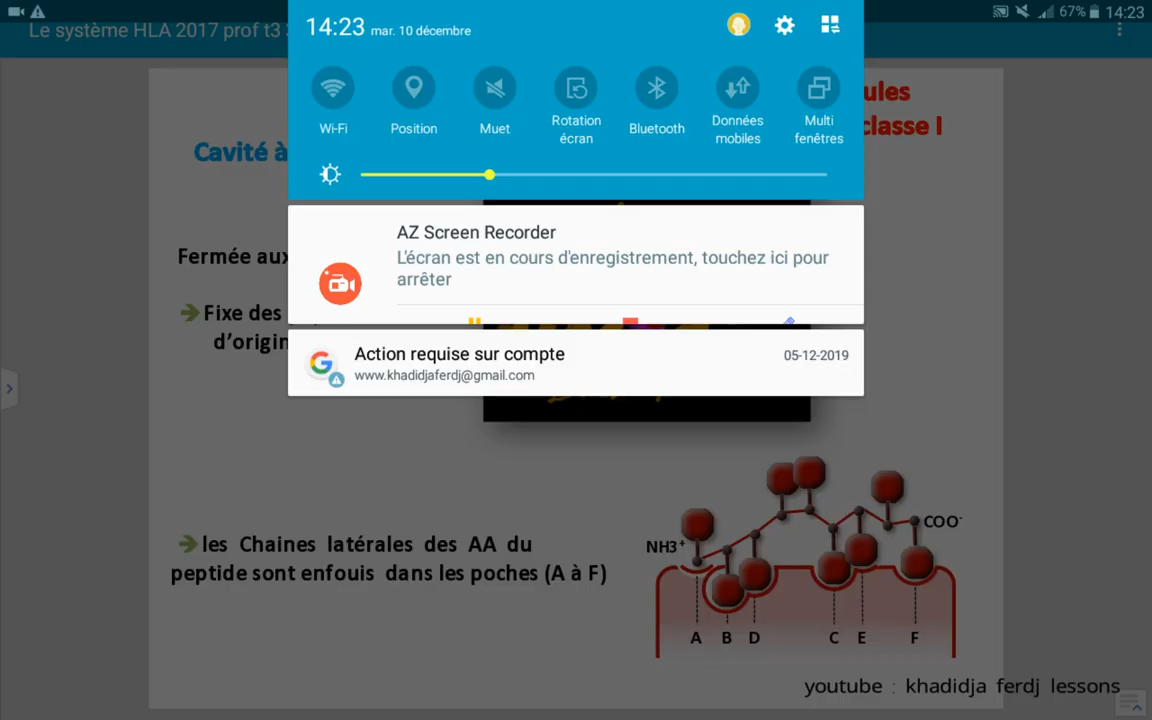 67% 14:23
Le système HLA 2017 prof t3
14:23 mar. 10 décembre
Wi-Fi
Position
Muet
Rotation
écran
Bluetooth
Données
mobiles
Multi
fenêtres
ules
classe I
Cavité à
AZ Screen Recorder
L'écran est en cours d'enregistrement, touchez ici pour
arrêter
Action requise sur compte
05-12-2019
www.khadidjaferdj@gmail.com
Fermée aux
Fixe des
d'origin
les Chaines latérales des AA du
peptide sont enfouis dans les poches (A à F)
NH3+
COO-
A B D C E F
youtube : khadidja ferdj lessons